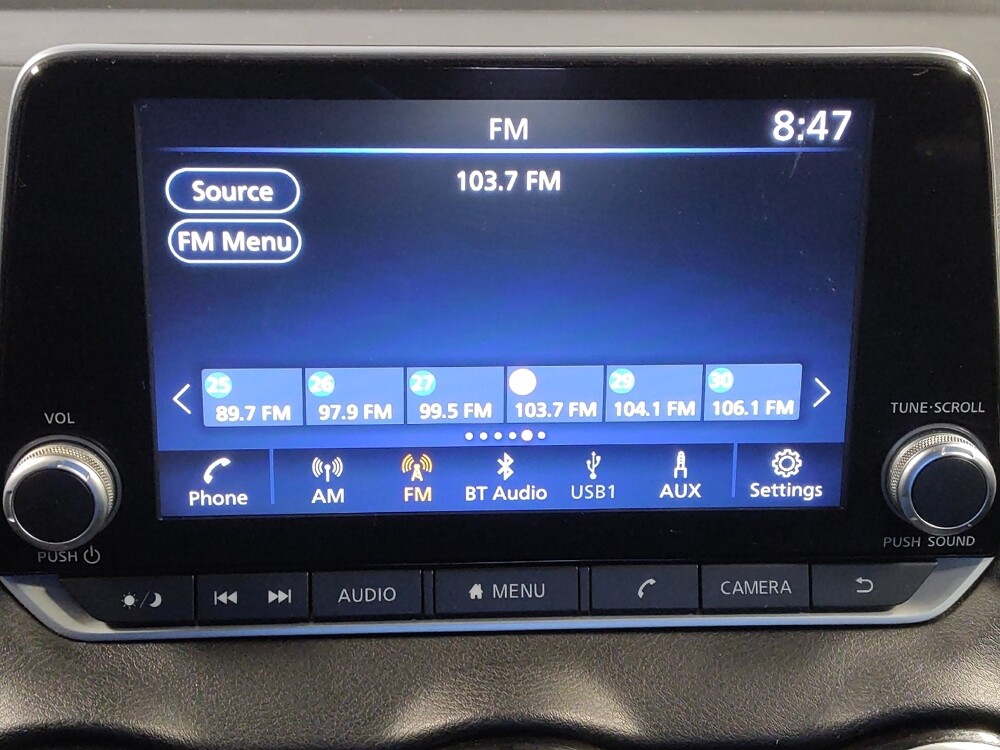 FM
8:47
Source
103.7 FM
FM Menu
25
26
27
29
30
89.7 FM
97.9 FM
99.5 FM
103.7 FM
104.1 FM
106.1 FM
VOL
TUNE·SCROLL
Phone
AM
FM
BT Audio
USB1
AUX
Settings
PUSH
PUSH SOUND
AUDIO
MENU
CAMERA